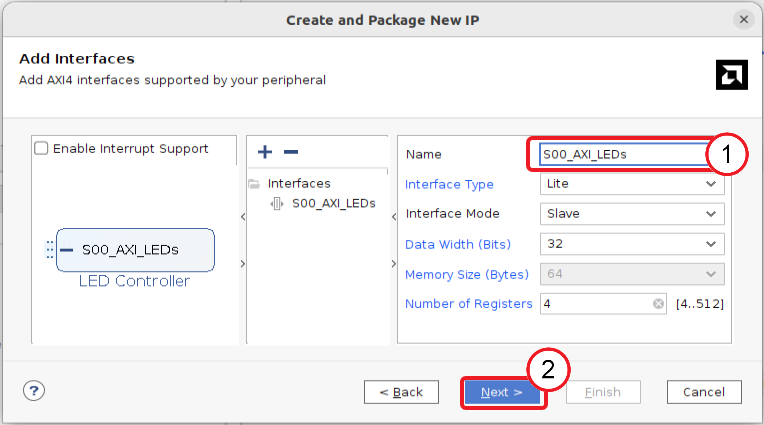 Create and Package New IP
Add Interfaces
Add AXI4 interfaces supported by your peripheral
Enable Interrupt Support
S00_AXI_LEDs
LED Controller
Interfaces
S00_AXI_LEDs
Name S00_AXI_LEDs 1
Interface Type Lite
Interface Mode Slave
Data Width (Bits) 32
Memory Size (Bytes) 64
Number of Registers 4 [4..512]
2
? < Back Next > Finish Cancel